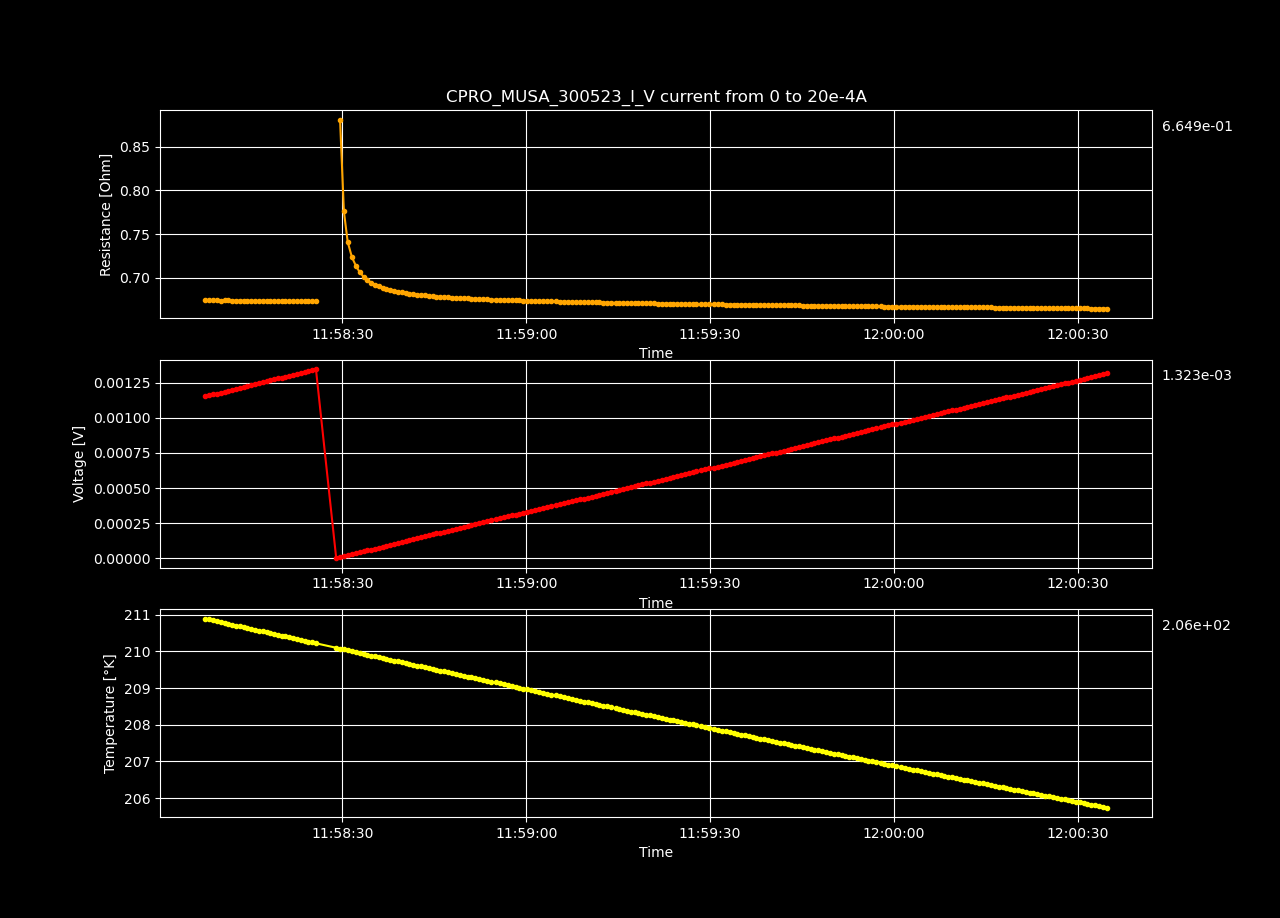 CPRO_MUSA_300523_I_V current from 0 to 20e-4A
6.649e-01
Resistance [Ohm]
0.85
0.80
0.75
0.70
11:58:30 11:59:00 11:59:30 12:00:00 12:00:30
Time
1.323e-03
Voltage [V]
0.00125
0.00100
0.00075
0.00050
0.00025
0.00000
11:58:30 11:59:00 11:59:30 12:00:00 12:00:30
Time
2.06e+02
Temperature [°K]
211
210
209
208
207
206
11:58:30 11:59:00 11:59:30 12:00:00 12:00:30
Time